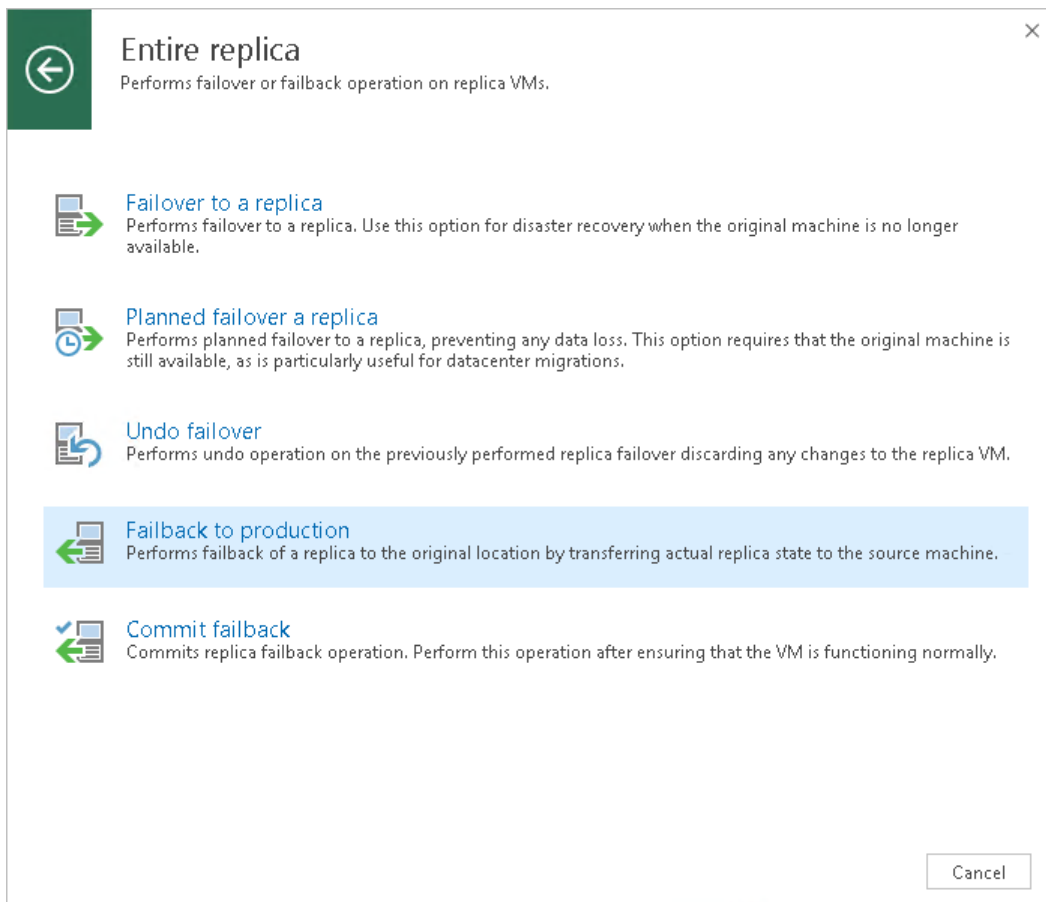 Entire replica
Performs failover or failback operation on replica VMs.
Failover to a replica
Performs failover to a replica. Use this option for disaster recovery when the original machine is no longer
available.
Planned failover a replica
Performs planned failover to a replica, preventing any data loss. This option requires that the original machine is
still available, as is particularly useful for datacenter migrations.
Undo failover
Performs undo operation on the previously performed replica failover discarding any changes to the replica VM.
Failback to production
Performs failback of a replica to the original location by transferring actual replica state to the source machine.
Commit failback
Commits replica failback operation. Perform this operation after ensuring that the VM is functioning normally.
Cancel